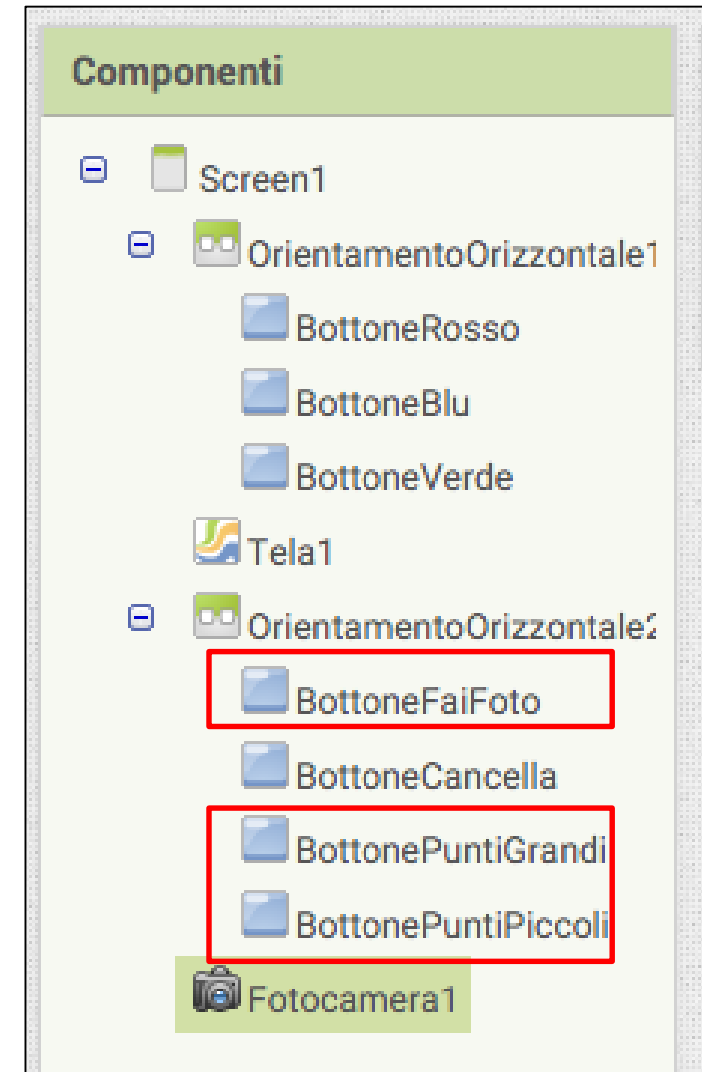 Componenti
Screen1
OrientamentoOrizzontale1
BottoneRosso
BottoneBlu
BottoneVerde
Tela1
OrientamentoOrizzontale2
BottoneFaiFoto
BottoneCancella
BottonePuntiGrandi
BottonePuntiPiccoli
Fotocamera1